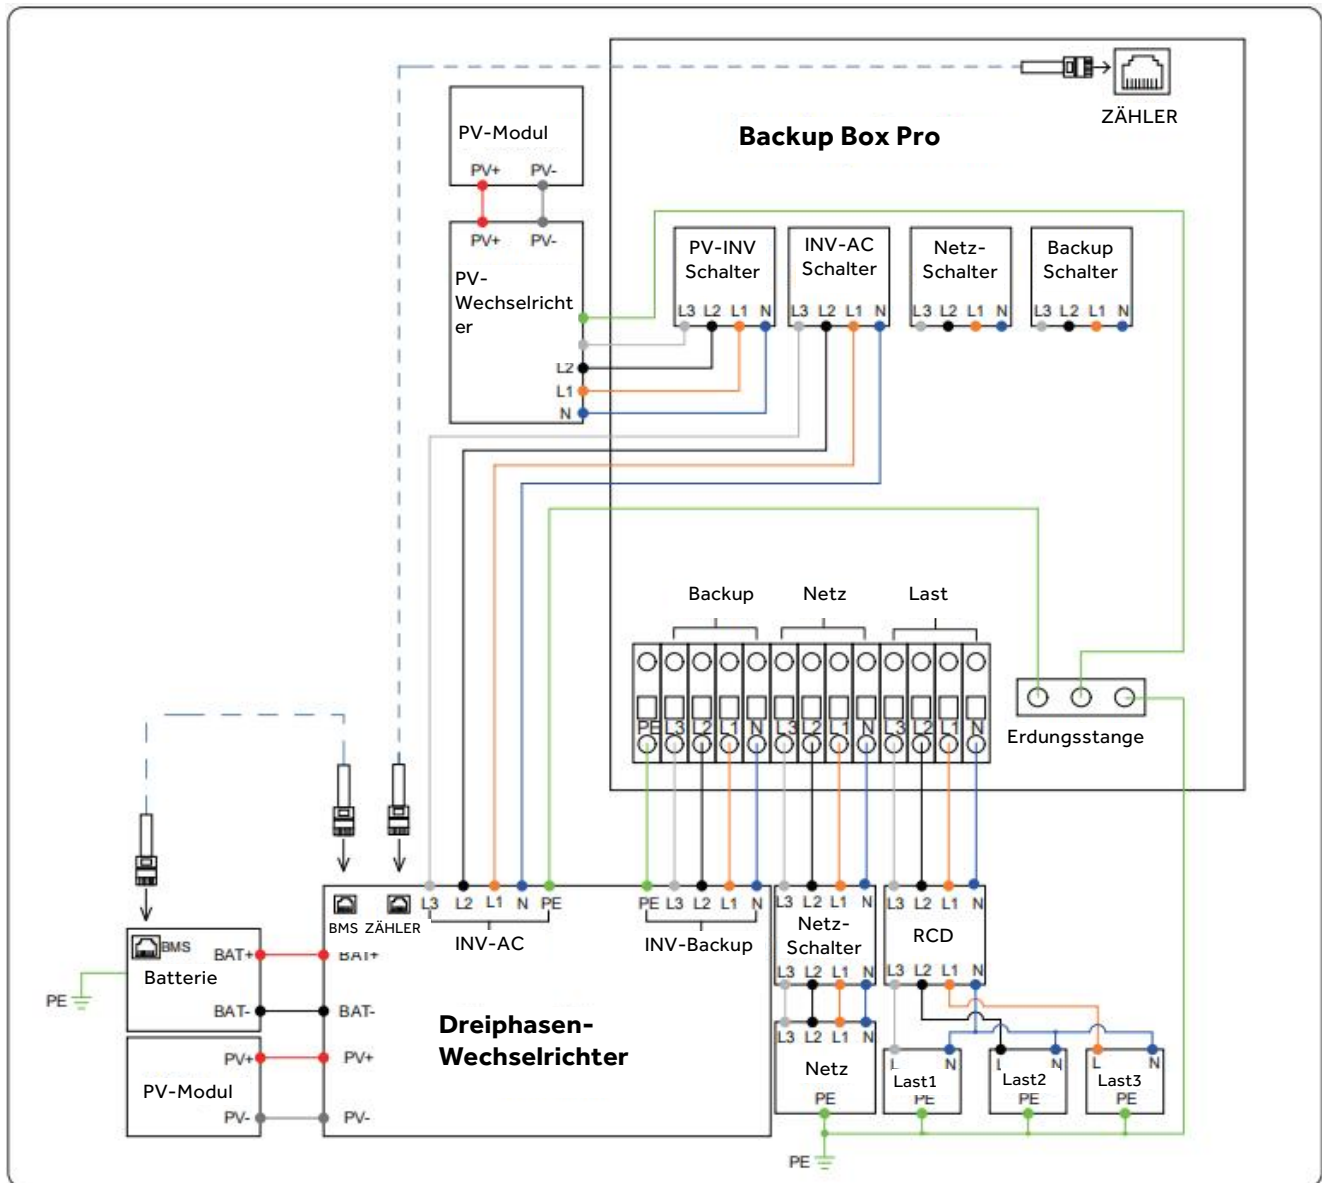 ZÄHLER
Backup Box Pro
PV-Modul
PV+ PV-
PV+ PV-
PV-
Wechselricht
er
L2
L1
N
PV-INV
Schalter
L3 L2 L1 N
INV-AC
Schalter
L3 L2 L1 N
Netz-
Schalter
L3 L2 L1 N
Backup
Schalter
L3 L2 L1 N
Backup Netz Last
PE L3 L2 L1 N L3 L2 L1 N L3 L2 L1 N
Erdungsstange
BMS ZÄHLER
L3 L2 L1 N PE
INV-AC
PE L3 L2 L1 N
INV-Backup
BAT+
BAT-
PV+
PV-
Dreiphasen-
Wechselrichter
BMS
Batterie
BAT+
BAT-
PE
PV-Modul
PV+
PV-
L3 L2 L1 N
Netz-
Schalter
L3 L2 L1 N
L3 L2 L1 N
Netz
PE
PE
L3 L2 L1 N
RCD
L3 L2 L1 N
L N
Last1
PE
L N
Last2
PE
L N
Last3
PE